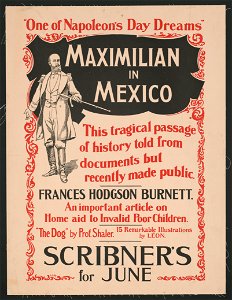 "One of Napoleon's Day Dreams"
MAXIMILIAN
IN
MEXICO
This tragical passage
of history told from
documents but
recently made public.
FRANCES HODGSON BURNETT.
An important article on
Home aid to Invalid Poor Children.
"The Dog" by Prof. Shaler. 15 Remarkable Illustrations
by LEON.
SCRIBNER'S
for JUNE